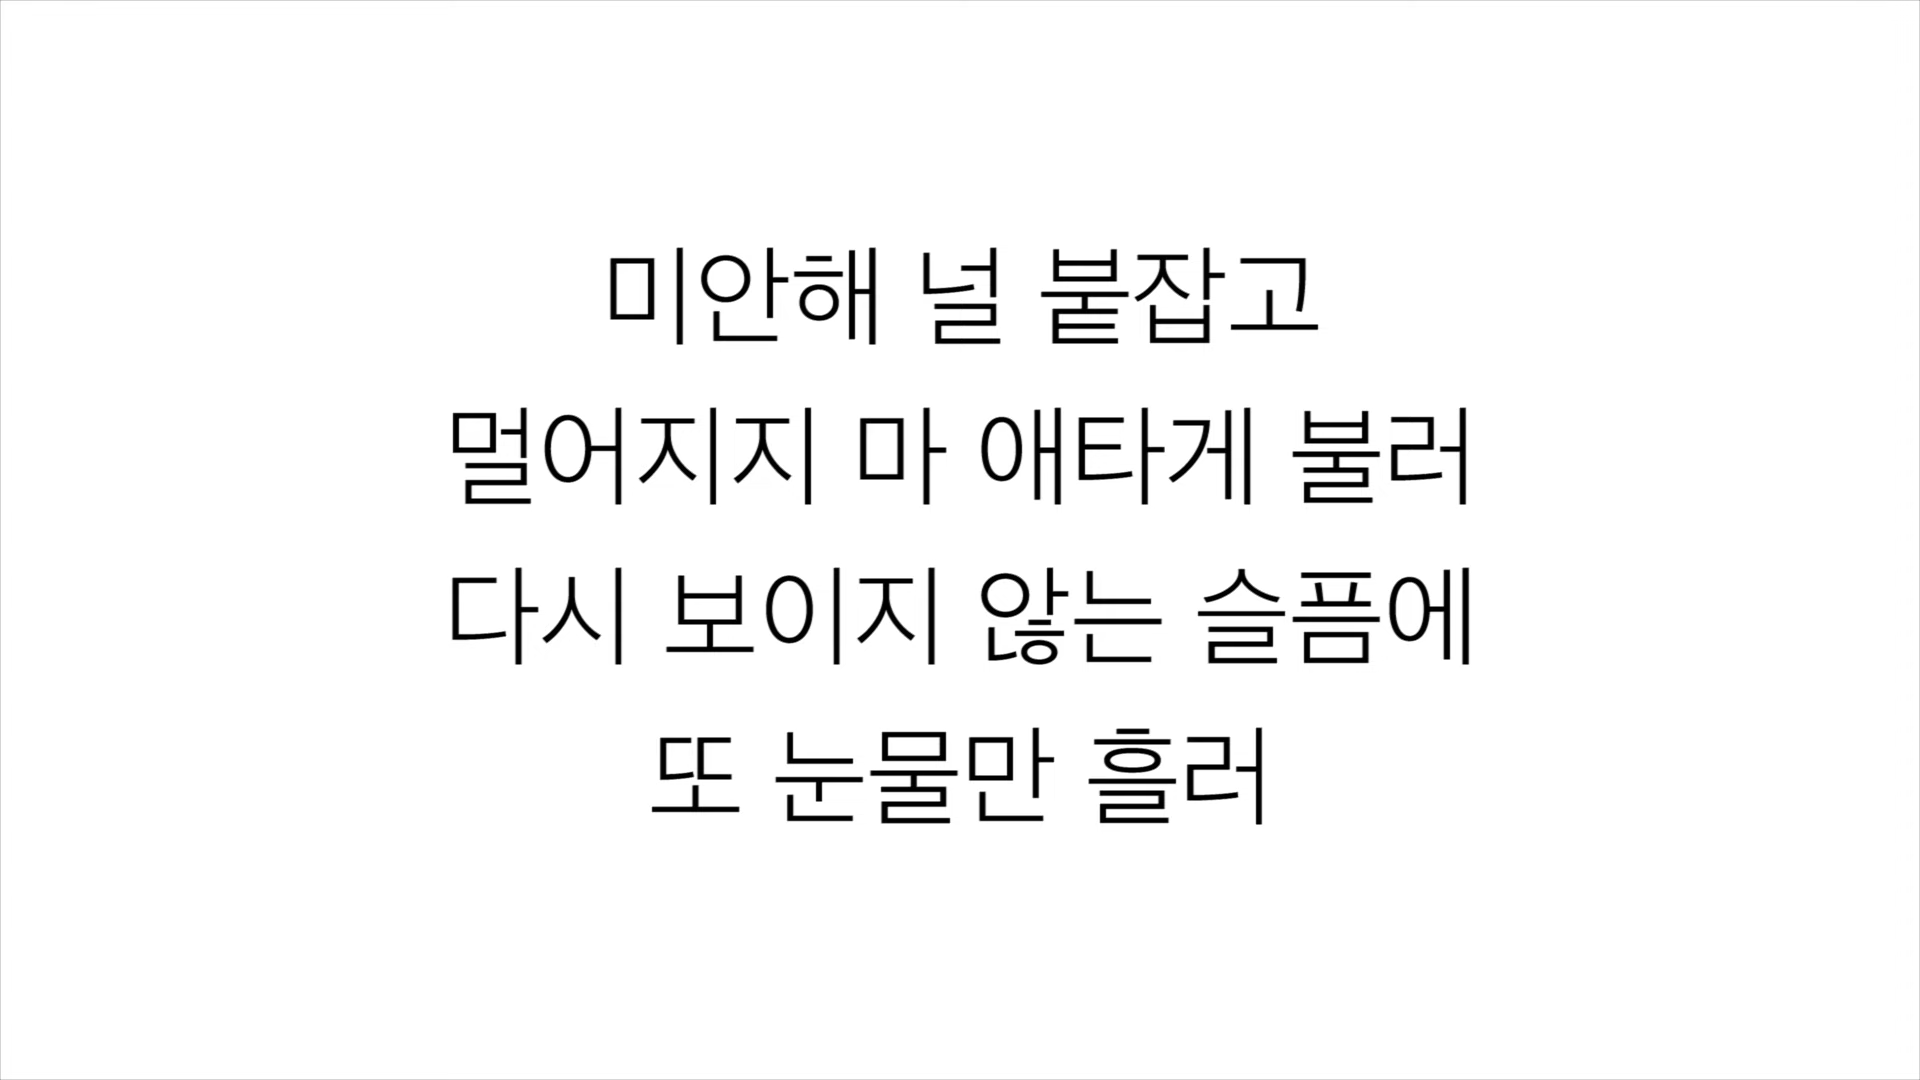 미안해 널 붙잡고
멀어지지 마 애타게 불러
다시 보이지 않는 슬픔에
또 눈물만 흘러